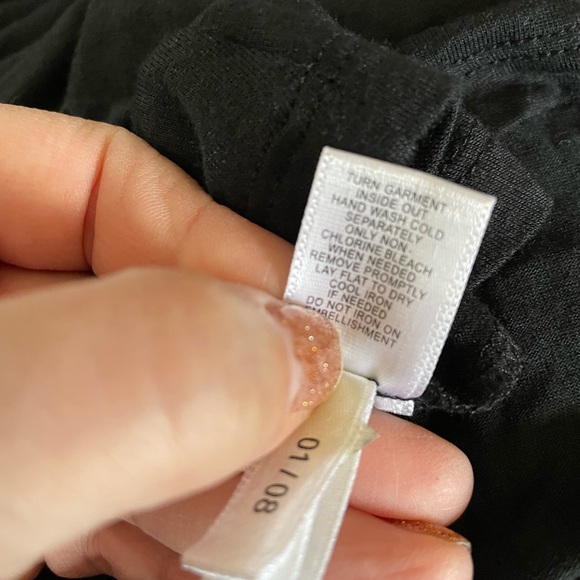 TURN GARMENT
INSIDE OUT
HAND WASH COLD
SEPARATELY
ONLY NON
CHLORINE BLEACH
WHEN NEEDED
REMOVE PROMPTLY
LAY FLAT TO DRY
COOL IRON
IF NEEDED
DO NOT IRON ON
EMBELLISHMENT
01/08